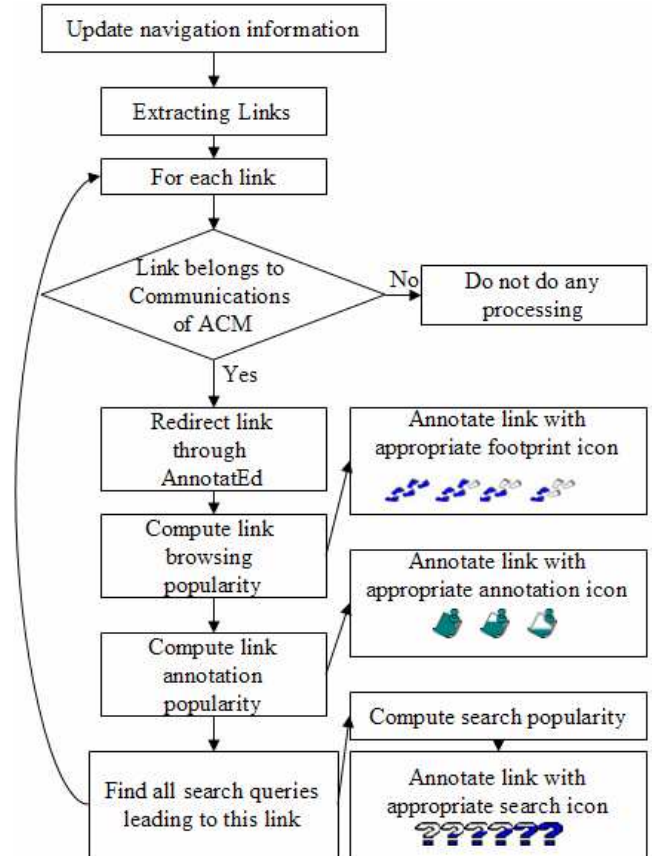 Update navigation information
Extracting Links
For each link
Link belongs to
Communications
of ACM
No
Do not do any
processing
Yes
Redirect link
through
AnnotatEd
Annotate link with
appropriate footprint icon
Compute link
browsing
popularity
Annotate link with
appropriate annotation icon
Compute link
annotation
popularity
Compute search popularity
Find all search queries
leading to this link
Annotate link with
appropriate search icon
??????